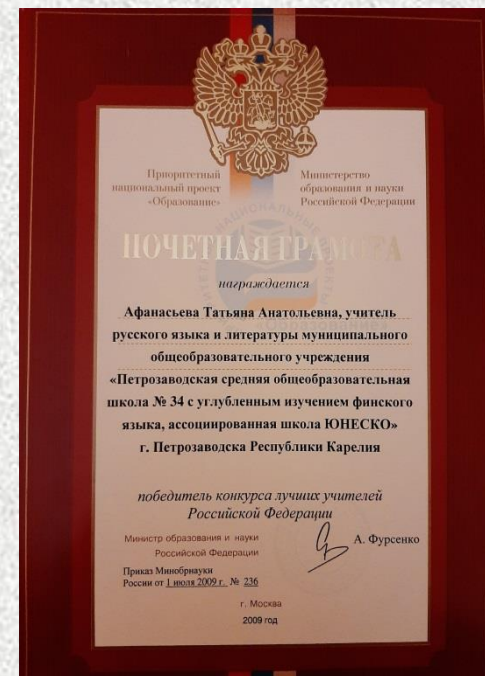 Приоритетный
национальный проект
«Образование»
Министерство
образования и науки
Российской Федерации
ПОЧЕТНАЯ ГРАМОТА
награждается
Афанасьева Татьяна Анатольевна, учитель
русского языка и литературы муниципального
общеобразовательного учреждения
«Петрозаводская средняя общеобразовательная
школа № 34 с углубленным изучением финского
языка, ассоциированная школа ЮНЕСКО»
г. Петрозаводска Республики Карелия
победитель конкурса лучших учителей
Российской Федерации
Министр образования и науки
Российской Федерации
А. Фурсенко
Приказ Минобрнауки
России от 1 июля 2009 г. № 236
г. Москва
2009 год